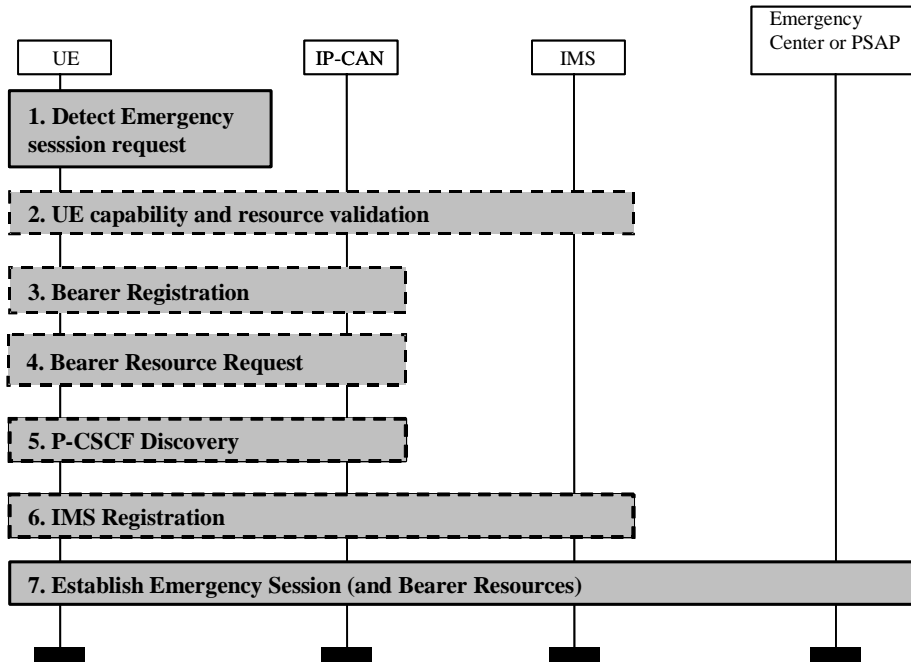 Emergency
Center or PSAP
UE
IP-CAN
IMS
1. Detect Emergency
sesssion request
2. UE capability and resource validation
3. Bearer Registration
4. Bearer Resource Request
5. P-CSCF Discovery
6. IMS Registration
7. Establish Emergency Session (and Bearer Resources)